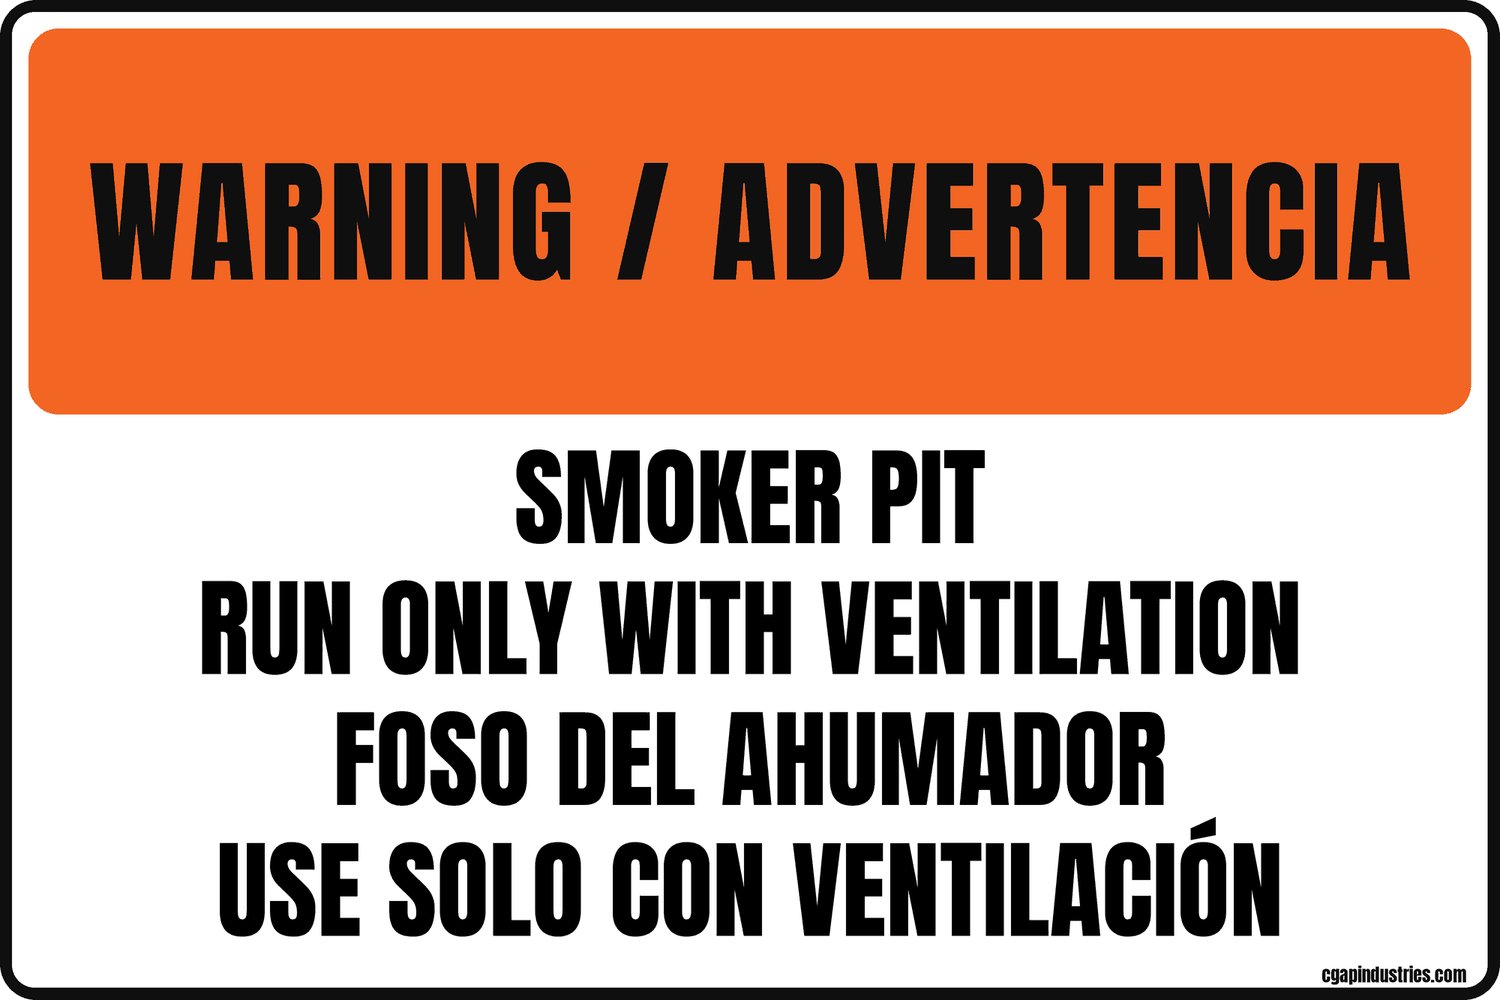 WARNING / ADVERTENCIA
SMOKER PIT
RUN ONLY WITH VENTILATION
FOSO DEL AHUMADOR
USE SOLO CON VENTILACIÓN
cgapindustries.com